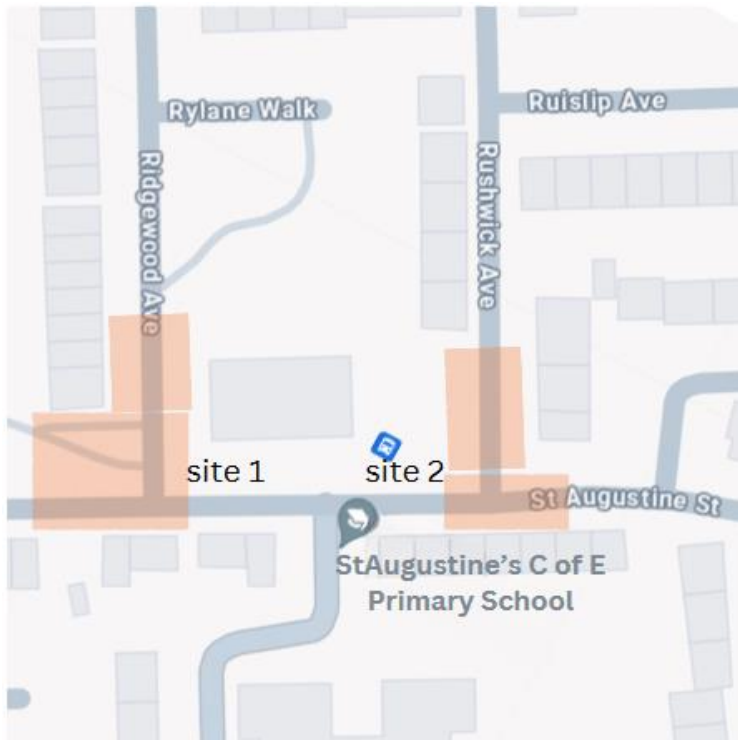 Rylane Walk
Ruislip Ave
Ridgewood Ave
Rushwick Ave
site 1
site 2
St Augustine St
StAugustine's C of E
Primary School